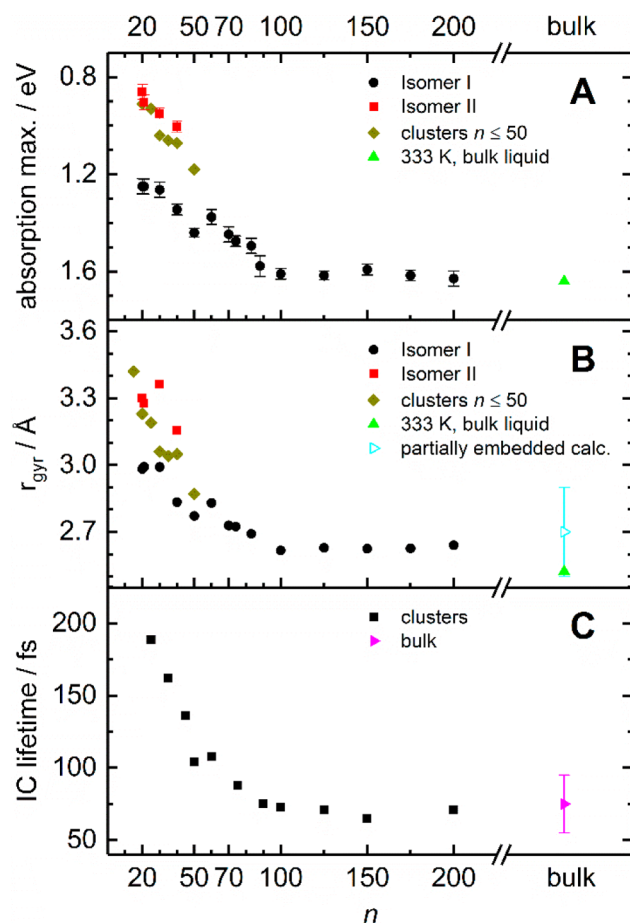 20 50 70 100 150 200 bulk
A
Isomer I
Isomer II
clusters n ≤ 50
333 K, bulk liquid
0.8
1.2
1.6
absorption max. / eV
B
Isomer I
Isomer II
clusters n ≤ 50
333 K, bulk liquid
partially embedded calc.
3.6
3.3
3.0
2.7
r_gyr / Å
C
clusters
bulk
200
150
100
50
IC lifetime / fs
20 50 70 100 150 200 bulk
n